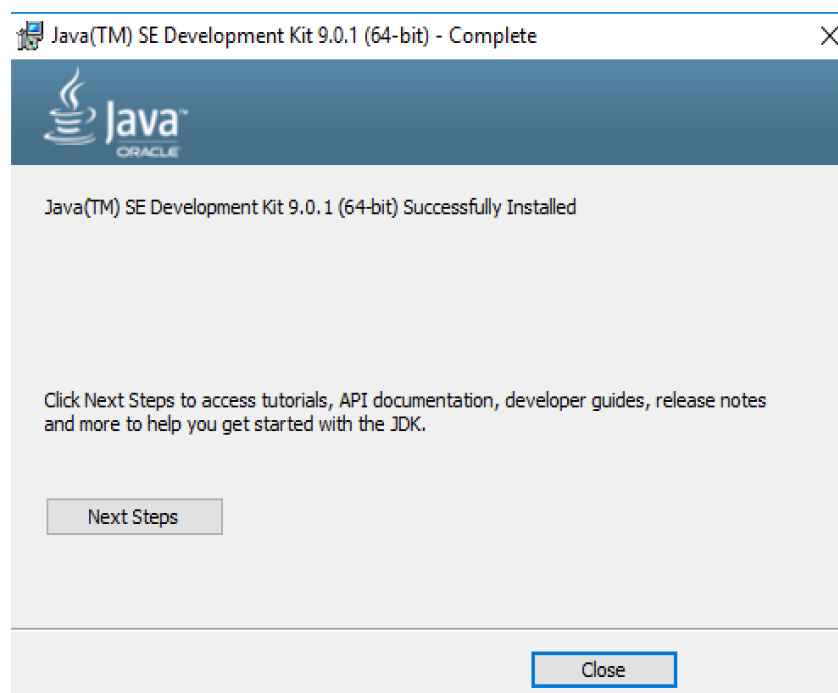 Java(TM) SE Development Kit 9.0.1 (64-bit) - Complete
Java™
ORACLE
Java(TM) SE Development Kit 9.0.1 (64-bit) Successfully Installed
Click Next Steps to access tutorials, API documentation, developer guides, release notes
and more to help you get started with the JDK.
Next Steps
Close